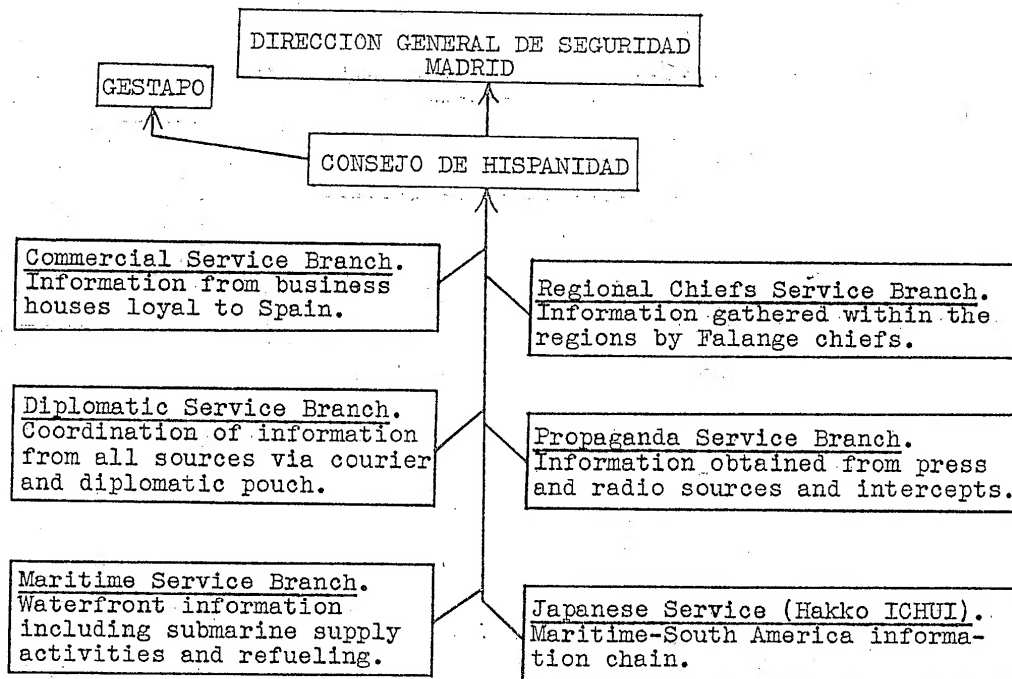 DIRECCION GENERAL DE SEGURIDAD
MADRID
GESTAPO
CONSEJO DE HISPANIDAD
Commercial Service Branch.
Information from business
houses loyal to Spain.
Regional Chiefs Service Branch.
Information gathered within the
regions by Falange chiefs.
Diplomatic Service Branch.
Coordination of information
from all sources via courier
and diplomatic pouch.
Propaganda Service Branch.
Information obtained from press
and radio sources and intercepts.
Maritime Service Branch.
Waterfront information
including submarine supply
activities and refueling.
Japanese Service (Hakko ICHUI).
Maritime-South America informa-
tion chain.